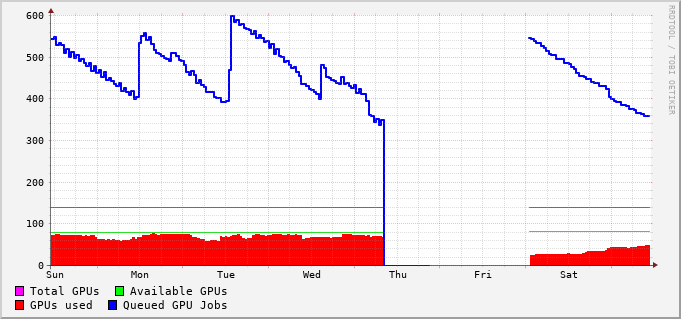 RRDTOOL / TOBI OETIKER
600
500
400
300
200
100
0
Sun Mon Tue Wed Thu Fri Sat
Total GPUs Available GPUs
GPUs used Queued GPU Jobs